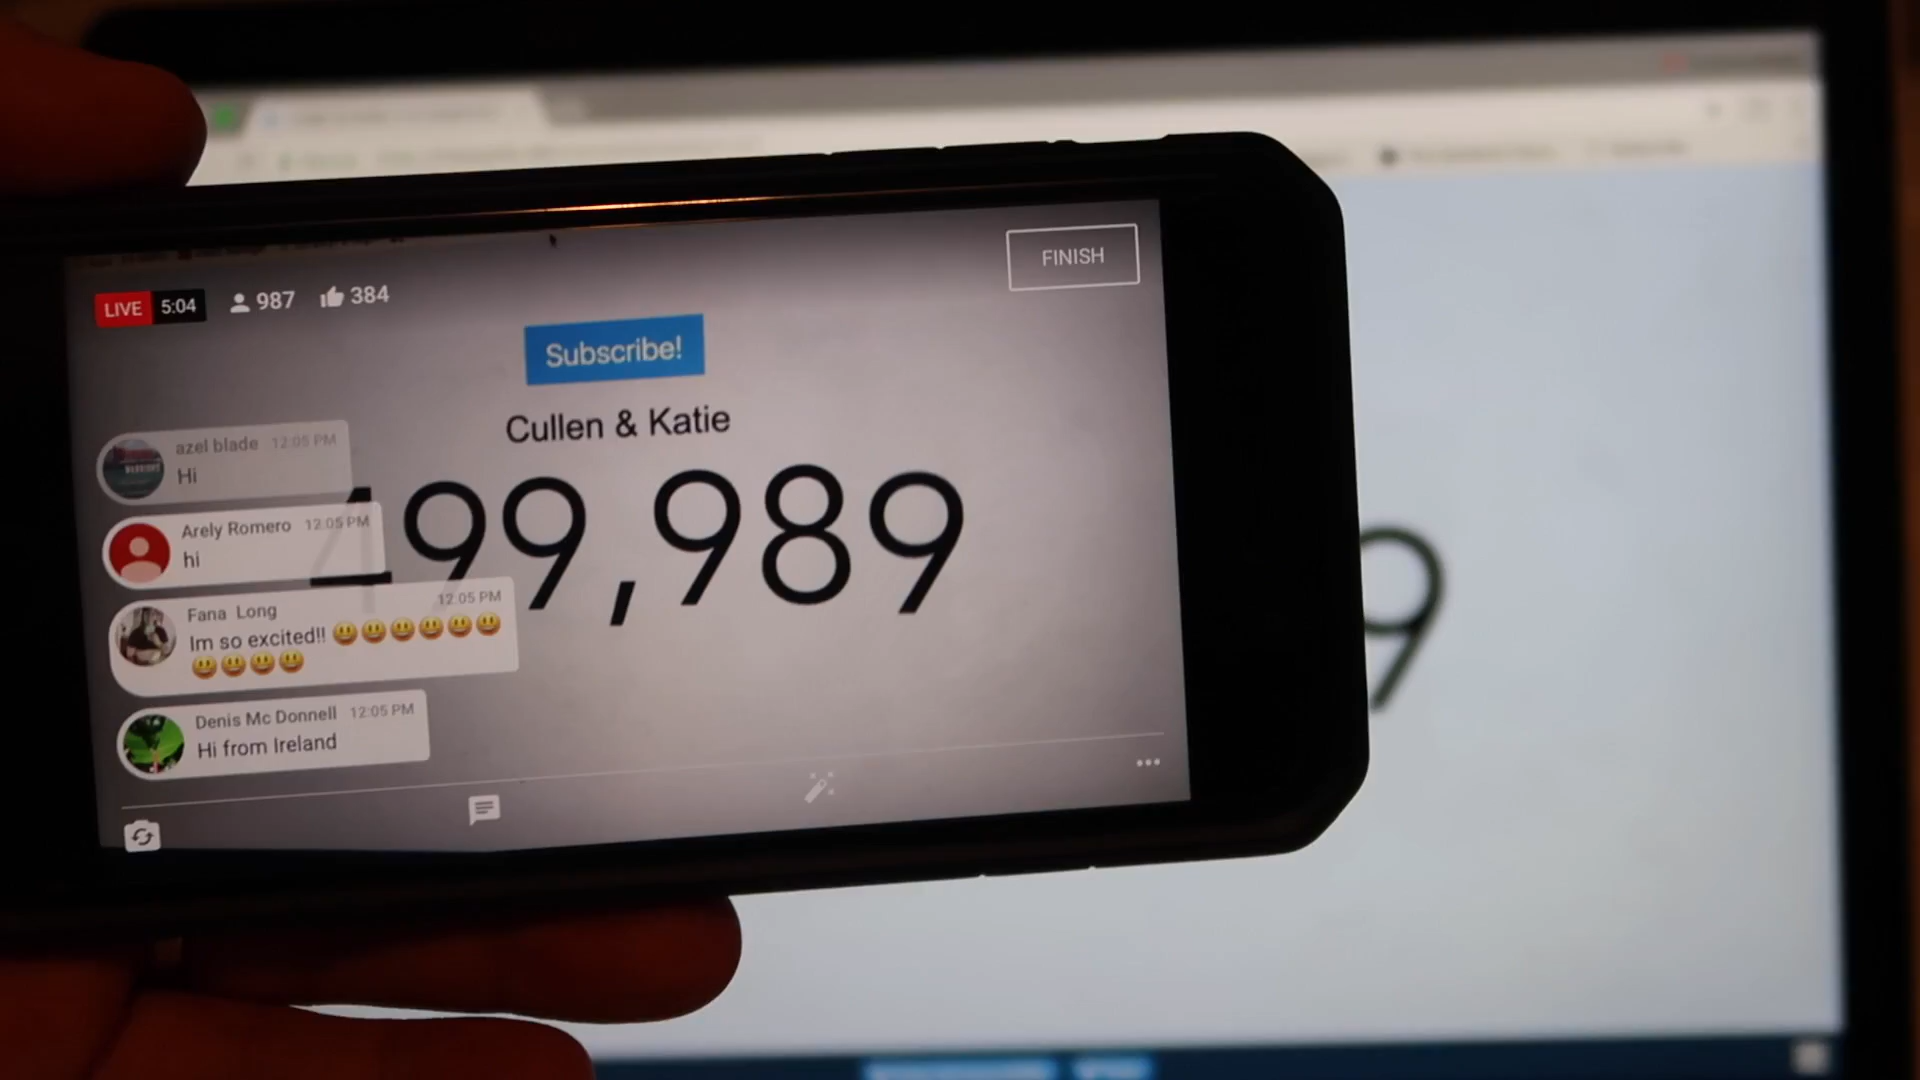 FINISH
LIVE 5:04 987 384
Subscribe!
Cullen & Katie
499,989
azel blade 12:05 PM
Hi
Arely Romero 12:05 PM
hi
Fana Long 12:05 PM
Im so excited!! 😃😃😃😃😃😃
😃😃😃😃
Denis Mc Donnell 12:05 PM
Hi from Ireland
9